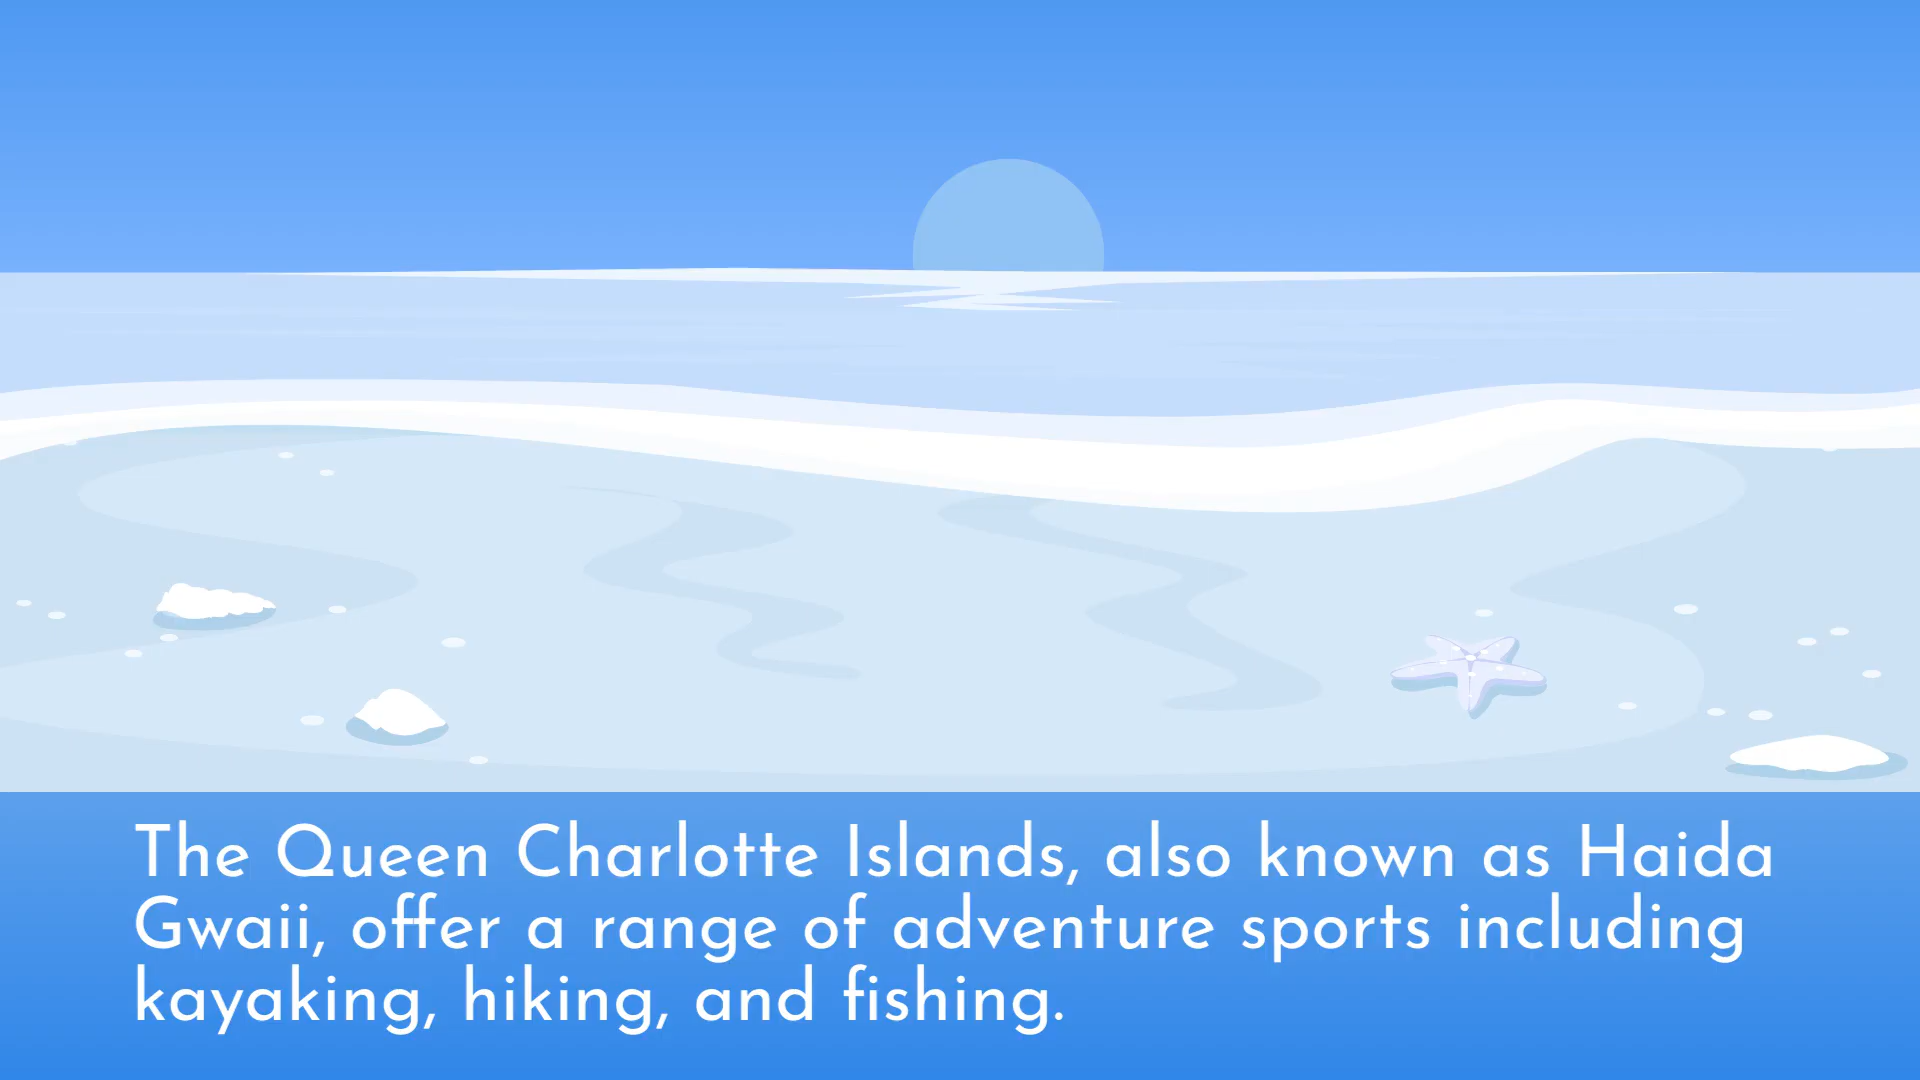 The Queen Charlotte Islands, also known as Haida
Gwaii, offer a range of adventure sports including
kayaking, hiking, and fishing.